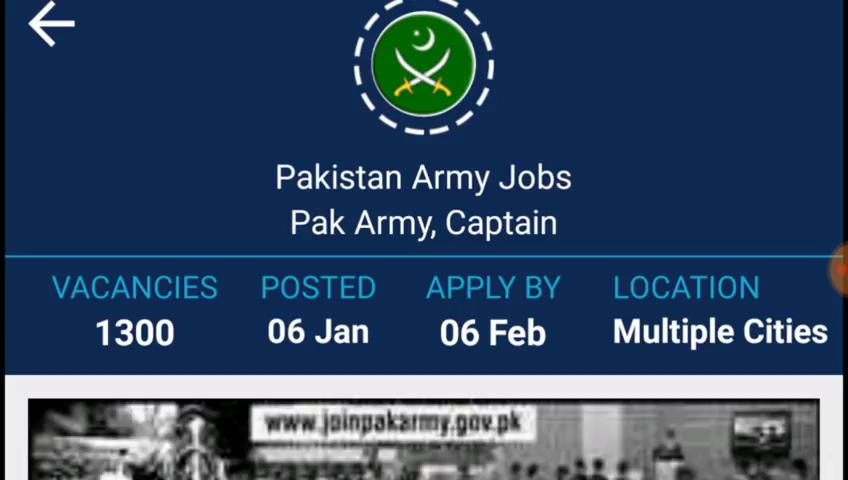 Pakistan Army Jobs
Pak Army, Captain
VACANCIES POSTED APPLY BY LOCATION
1300 06 Jan 06 Feb Multiple Cities
www.joinpakarmy.gov.pk